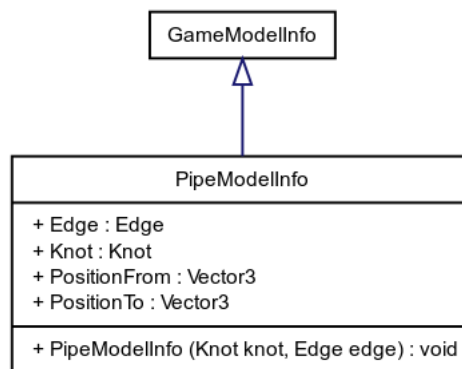 GameModelInfo
PipeModelInfo
+ Edge : Edge
+ Knot : Knot
+ PositionFrom : Vector3
+ PositionTo : Vector3
+ PipeModelInfo (Knot knot, Edge edge) : void